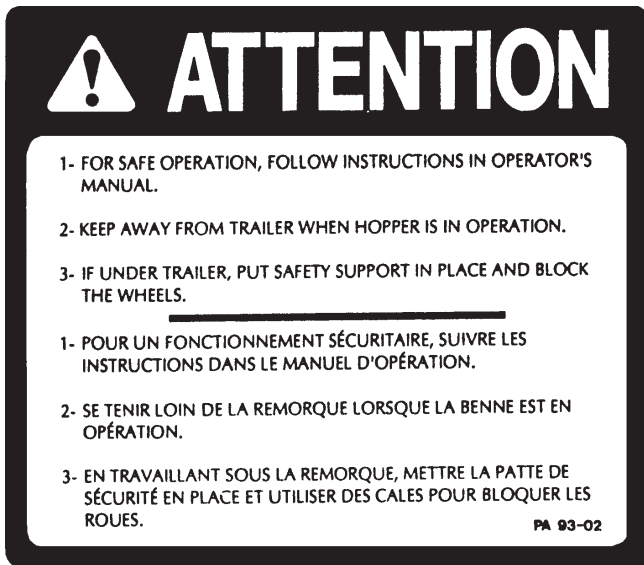 ATTENTION
1- FOR SAFE OPERATION, FOLLOW INSTRUCTIONS IN OPERATOR'S
MANUAL.
2- KEEP AWAY FROM TRAILER WHEN HOPPER IS IN OPERATION.
3- IF UNDER TRAILER, PUT SAFETY SUPPORT IN PLACE AND BLOCK
THE WHEELS.
1- POUR UN FONCTIONNEMENT SÉCURITAIRE, SUIVRE LES
INSTRUCTIONS DANS LE MANUEL D'OPÉRATION.
2- SE TENIR LOIN DE LA REMORQUE LORSQUE LA BENNE EST EN
OPÉRATION.
3- EN TRAVAILLANT SOUS LA REMORQUE, METTRE LA PATTE DE
SÉCURITÉ EN PLACE ET UTILISER DES CALES POUR BLOQUER LES
ROUES.
PA 93-02